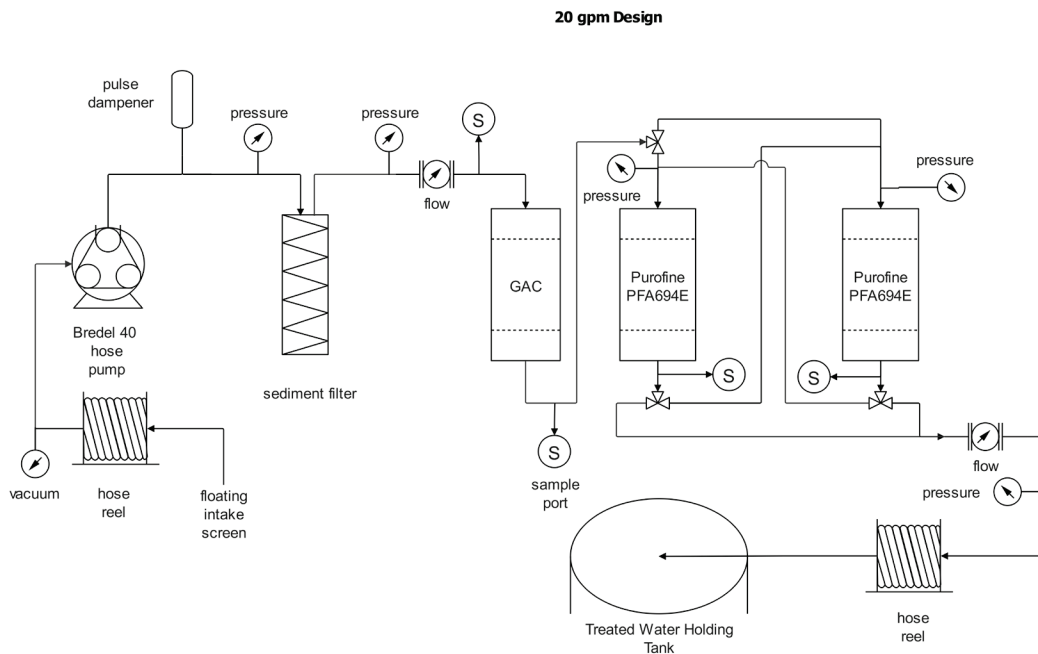 20 gpm Design
pulse
dampener
pressure
pressure
S
flow
pressure
pressure
Bredel 40
hose
pump
sediment filter
GAC
Purofine
PFA694E
Purofine
PFA694E
S
S
S
sample
port
vacuum
hose
reel
floating
intake
screen
flow
pressure
hose
reel
Treated Water Holding
Tank